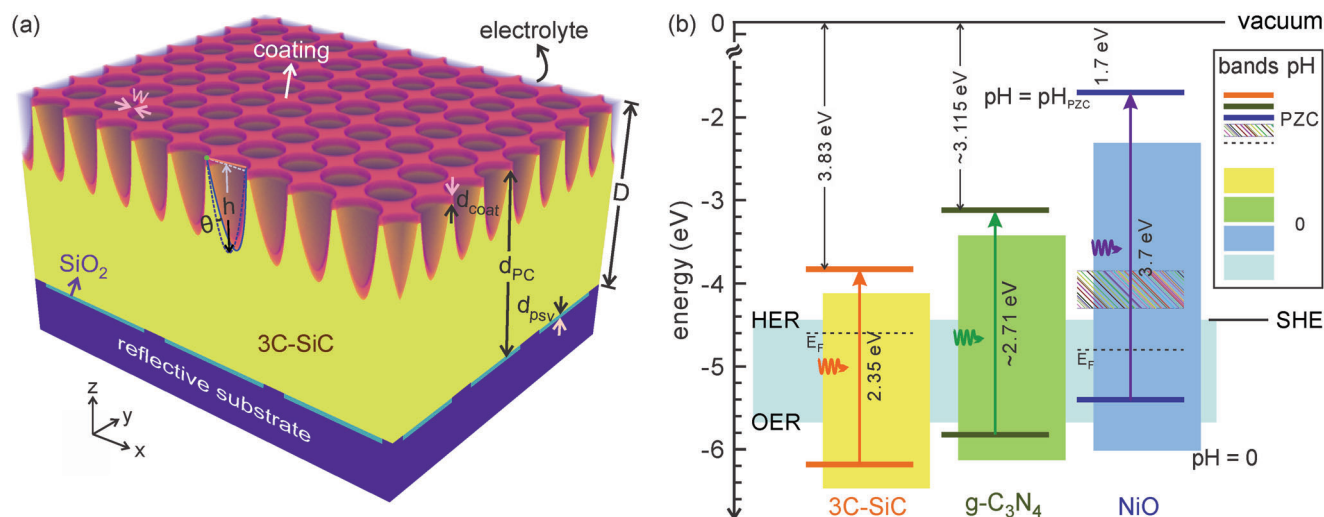 (a)
electrolyte
coating
w
D
d_coat
h
θ
d_PC
SiO₂
d_psv
3C-SiC
reflective substrate
z
y
x
(b)
0
vacuum
-1
-2
-3
-4
-5
-6
energy (eV)
3.83 eV
~3.115 eV
1.7 eV
pH = pH_PZC
bands pH
PZC
0
HER
SHE
OER
E_F
2.35 eV
~2.71 eV
3.7 eV
E_F
pH = 0
3C-SiC
g-C₃N₄
NiO